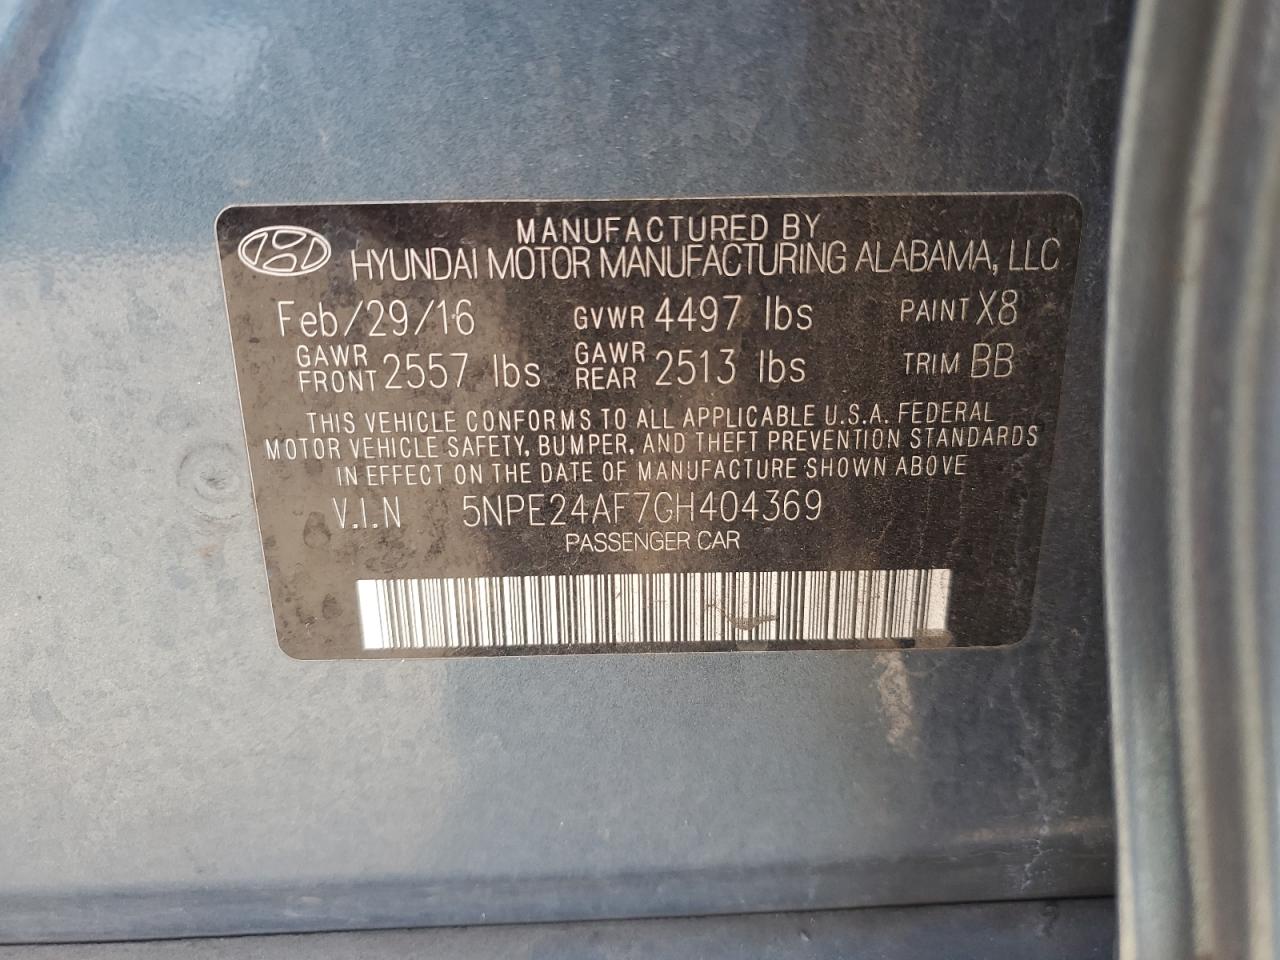 MANUFACTURED BY
HYUNDAI MOTOR MANUFACTURING ALABAMA, LLC
Feb/29/16 GVWR 4497 lbs PAINT X8
GAWR FRONT 2557 lbs GAWR REAR 2513 lbs TRIM BB
THIS VEHICLE CONFORMS TO ALL APPLICABLE U.S.A. FEDERAL
MOTOR VEHICLE SAFETY, BUMPER, AND THEFT PREVENTION STANDARDS
IN EFFECT ON THE DATE OF MANUFACTURE SHOWN ABOVE
V.I.N 5NPE24AF7GH404369
PASSENGER CAR